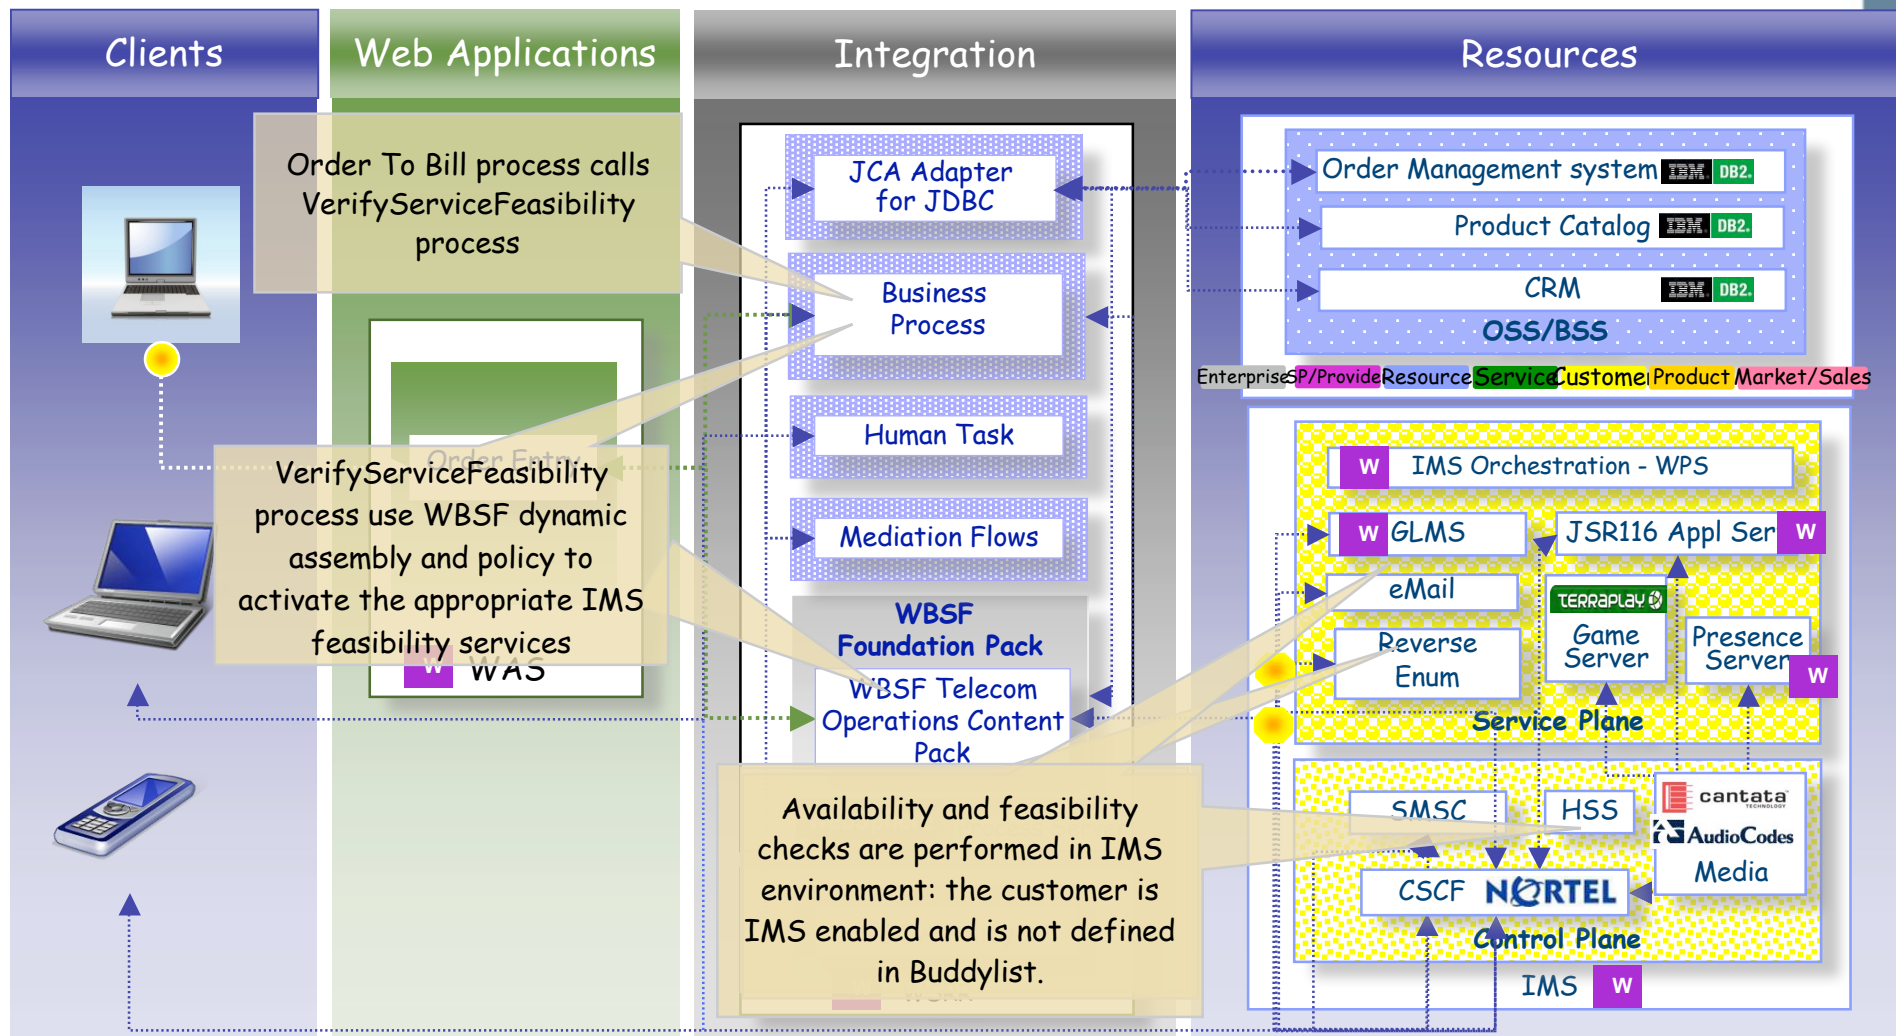 Clients
Web Applications
Integration
Resources
Order To Bill process calls
VerifyServiceFeasibility
process
JCA Adapter
for JDBC
Business
Process
Human Task
Mediation Flows
WBSF
Foundation Pack
WBSF Telecom
Operations Content
Pack
Order Entry
VerifyServiceFeasibility
process use WBSF dynamic
assembly and policy to
activate the appropriate IMS
feasibility services
W WAS
Availability and feasibility
checks are performed in IMS
environment: the customer is
IMS enabled and is not defined
in Buddylist.
Order Management system IBM. DB2.
Product Catalog IBM. DB2.
CRM IBM. DB2.
OSS/BSS
Enterprise SP/Provide Resource Service Custome Product Market/Sales
W IMS Orchestration - WPS
W GLMS
JSR116 Appl Ser W
eMail
TERRAPLAY
Game
Server
Reverse
Enum
Presence
Server W
Service Plane
SMSC
HSS
cantata
TECHNOLOGY
AudioCodes
Media
CSCF NORTEL
Control Plane
IMS W